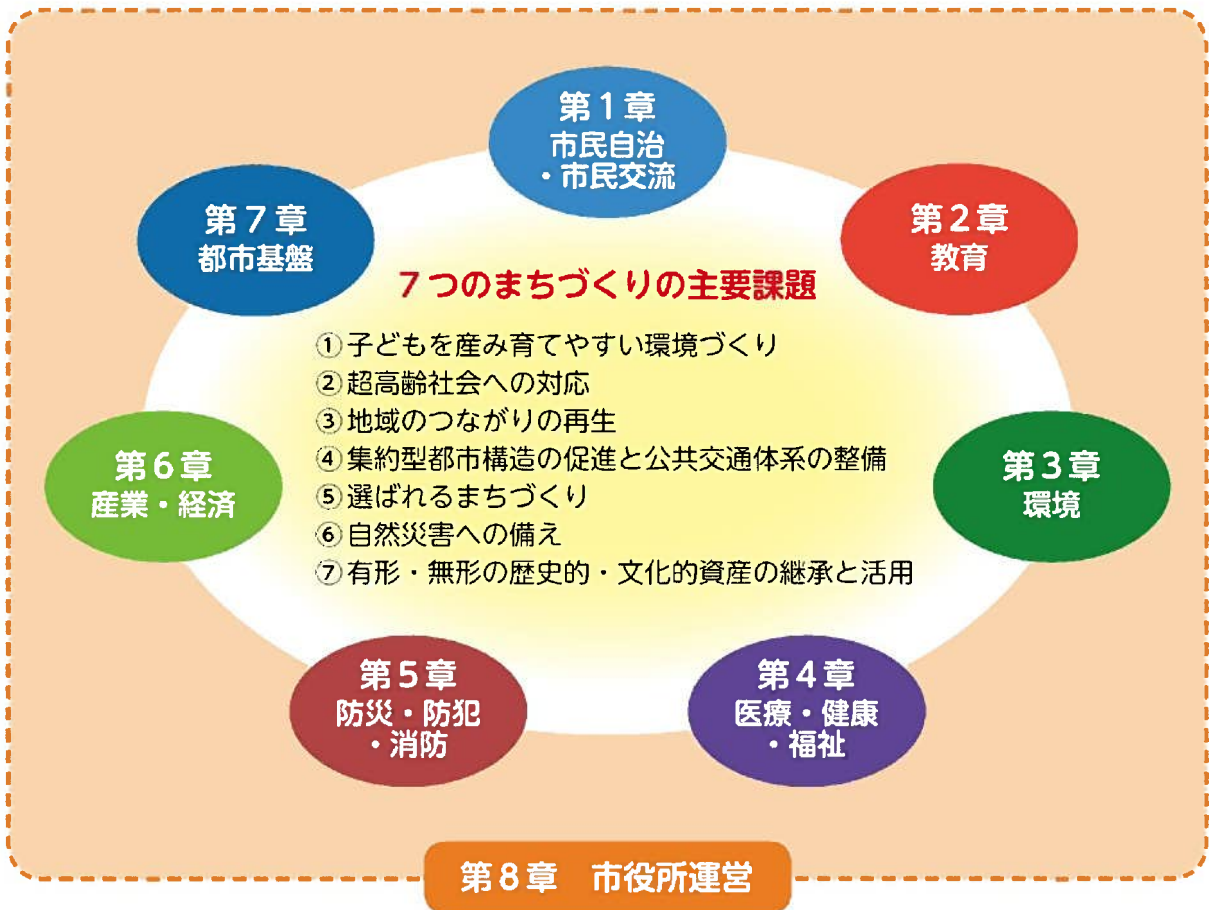 第1章
市民自治
・市民交流
第2章
教育
第3章
環境
第4章
医療・健康
・福祉
第5章
防災・防犯
・消防
第6章
産業・経済
第7章
都市基盤
7つのまちづくりの主要課題
①子どもを産み育てやすい環境づくり
②超高齢社会への対応
③地域のつながりの再生
④集約型都市構造の促進と公共交通体系の整備
⑤選ばれるまちづくり
⑥自然災害への備え
⑦有形・無形の歴史的・文化的資産の継承と活用
第8章 市役所運営